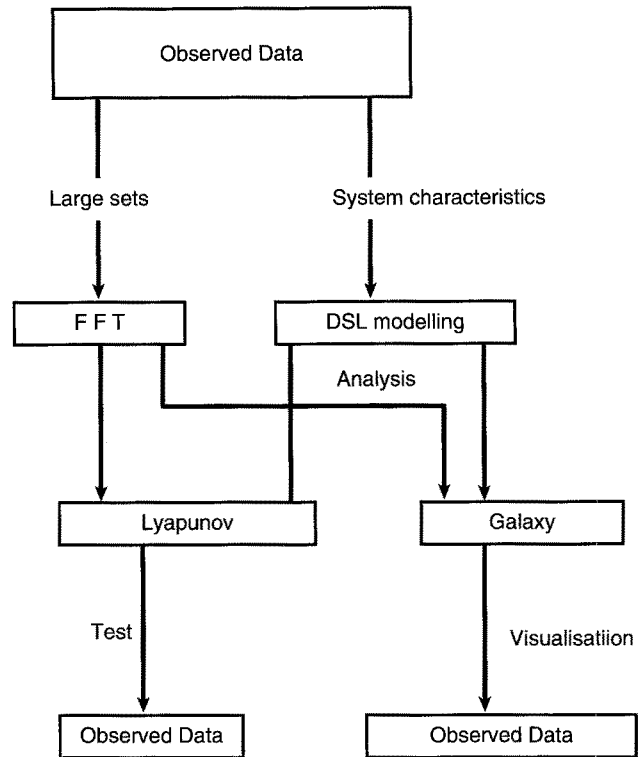 Observed Data
Large sets
System characteristics
F F T
DSL modelling
Analysis
Lyapunov
Galaxy
Test
Visualisatiion
Observed Data
Observed Data